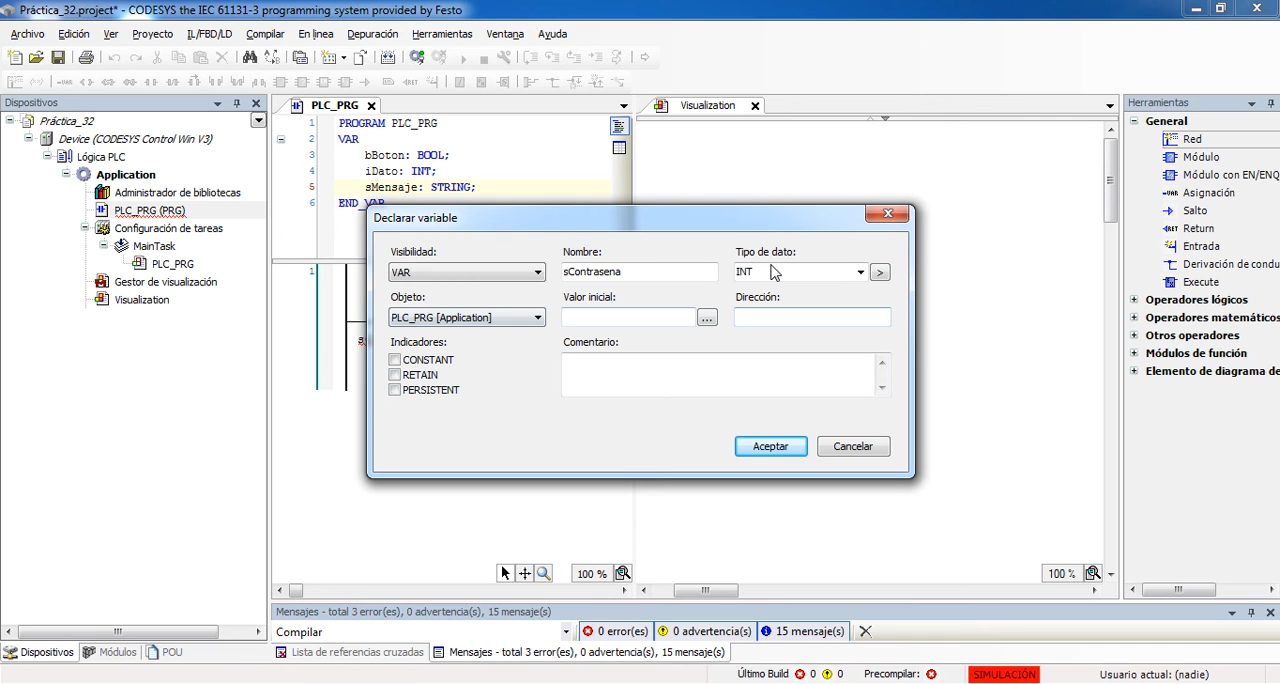 Práctica_32.project* - CODESYS the IEC 61131-3 programming system provided by Festo
Archivo Edición Ver Proyecto IL/FBD/LD Compilar En línea Depuración Herramientas Ventana Ayuda
Dispositivos
Práctica_32
Device (CODESYS Control Win V3)
Lógica PLC
Application
Administrador de bibliotecas
PLC_PRG (PRG)
Configuración de tareas
MainTask
PLC_PRG
Gestor de visualización
Visualization
PLC_PRG
1 PROGRAM PLC_PRG
2 VAR
3 bBoton: BOOL;
4 iDato: INT;
5 sMensaje: STRING;
6 END_VAR
1
100 %
Visualization
100 %
Declarar variable
Visibilidad: Nombre: Tipo de dato:
VAR sContrasena INT >
Objeto: Valor inicial: Dirección:
PLC_PRG [Application] ...
Indicadores: Comentario:
CONSTANT
RETAIN
PERSISTENT
Aceptar Cancelar
Herramientas
General
Red
Módulo
Módulo con EN/ENO
Asignación
Salto
Return
Entrada
Derivación de condu
Execute
Operadores lógicos
Operadores matemáticos
Otros operadores
Módulos de función
Elemento de diagrama de
Mensajes - total 3 error(es), 0 advertencia(s), 15 mensaje(s)
Compilar 0 error(es) 0 advertencia(s) 15 mensaje(s)
Dispositivos Módulos POU Lista de referencias cruzadas Mensajes - total 3 error(es), 0 advertencia(s), 15 mensaje(s)
Último Build 0 0 Precompilar: SIMULACIÓN Usuario actual: (nadie)